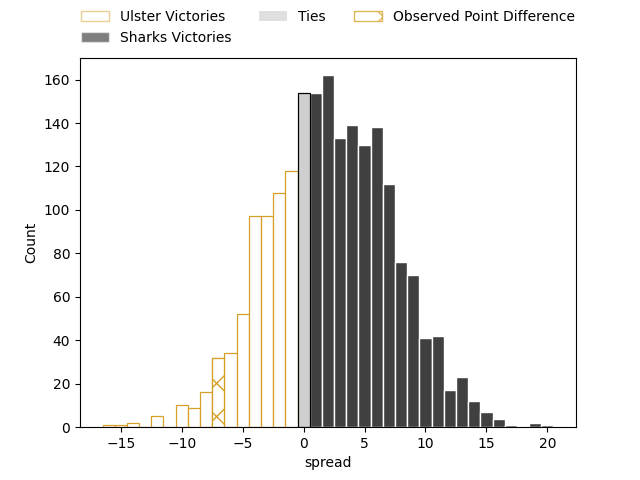 Ulster Victories
Ties
Observed Point Difference
Sharks Victories
160
140
120
100
80
60
40
20
0
Count
−15
−10
−5
0
5
10
15
20
spread